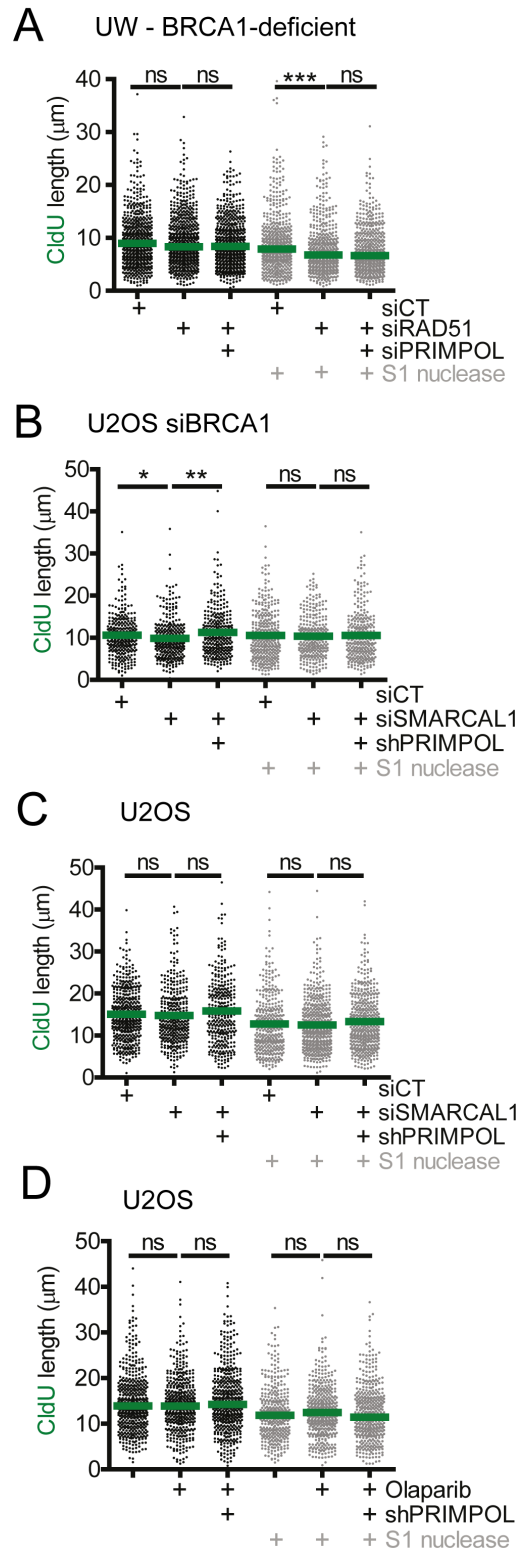 A
UW - BRCA1-deficient
CldU length (μm)
40
30
20
10
0
ns
ns
***
ns
+ + siCT
+ + + + siRAD51
+ + siPRIMPOL
+ + + S1 nuclease
B
U2OS siBRCA1
CldU length (μm)
50
40
30
20
10
0
*
**
ns
ns
+ + siCT
+ + + + siSMARCAL1
+ + shPRIMPOL
+ + + S1 nuclease
C
U2OS
CldU length (μm)
50
40
30
20
10
0
ns
ns
ns
ns
+ + siCT
+ + + + siSMARCAL1
+ + shPRIMPOL
+ + + S1 nuclease
D
U2OS
CldU length (μm)
50
40
30
20
10
0
ns
ns
ns
ns
+ + + + Olaparib
+ + shPRIMPOL
+ + + S1 nuclease